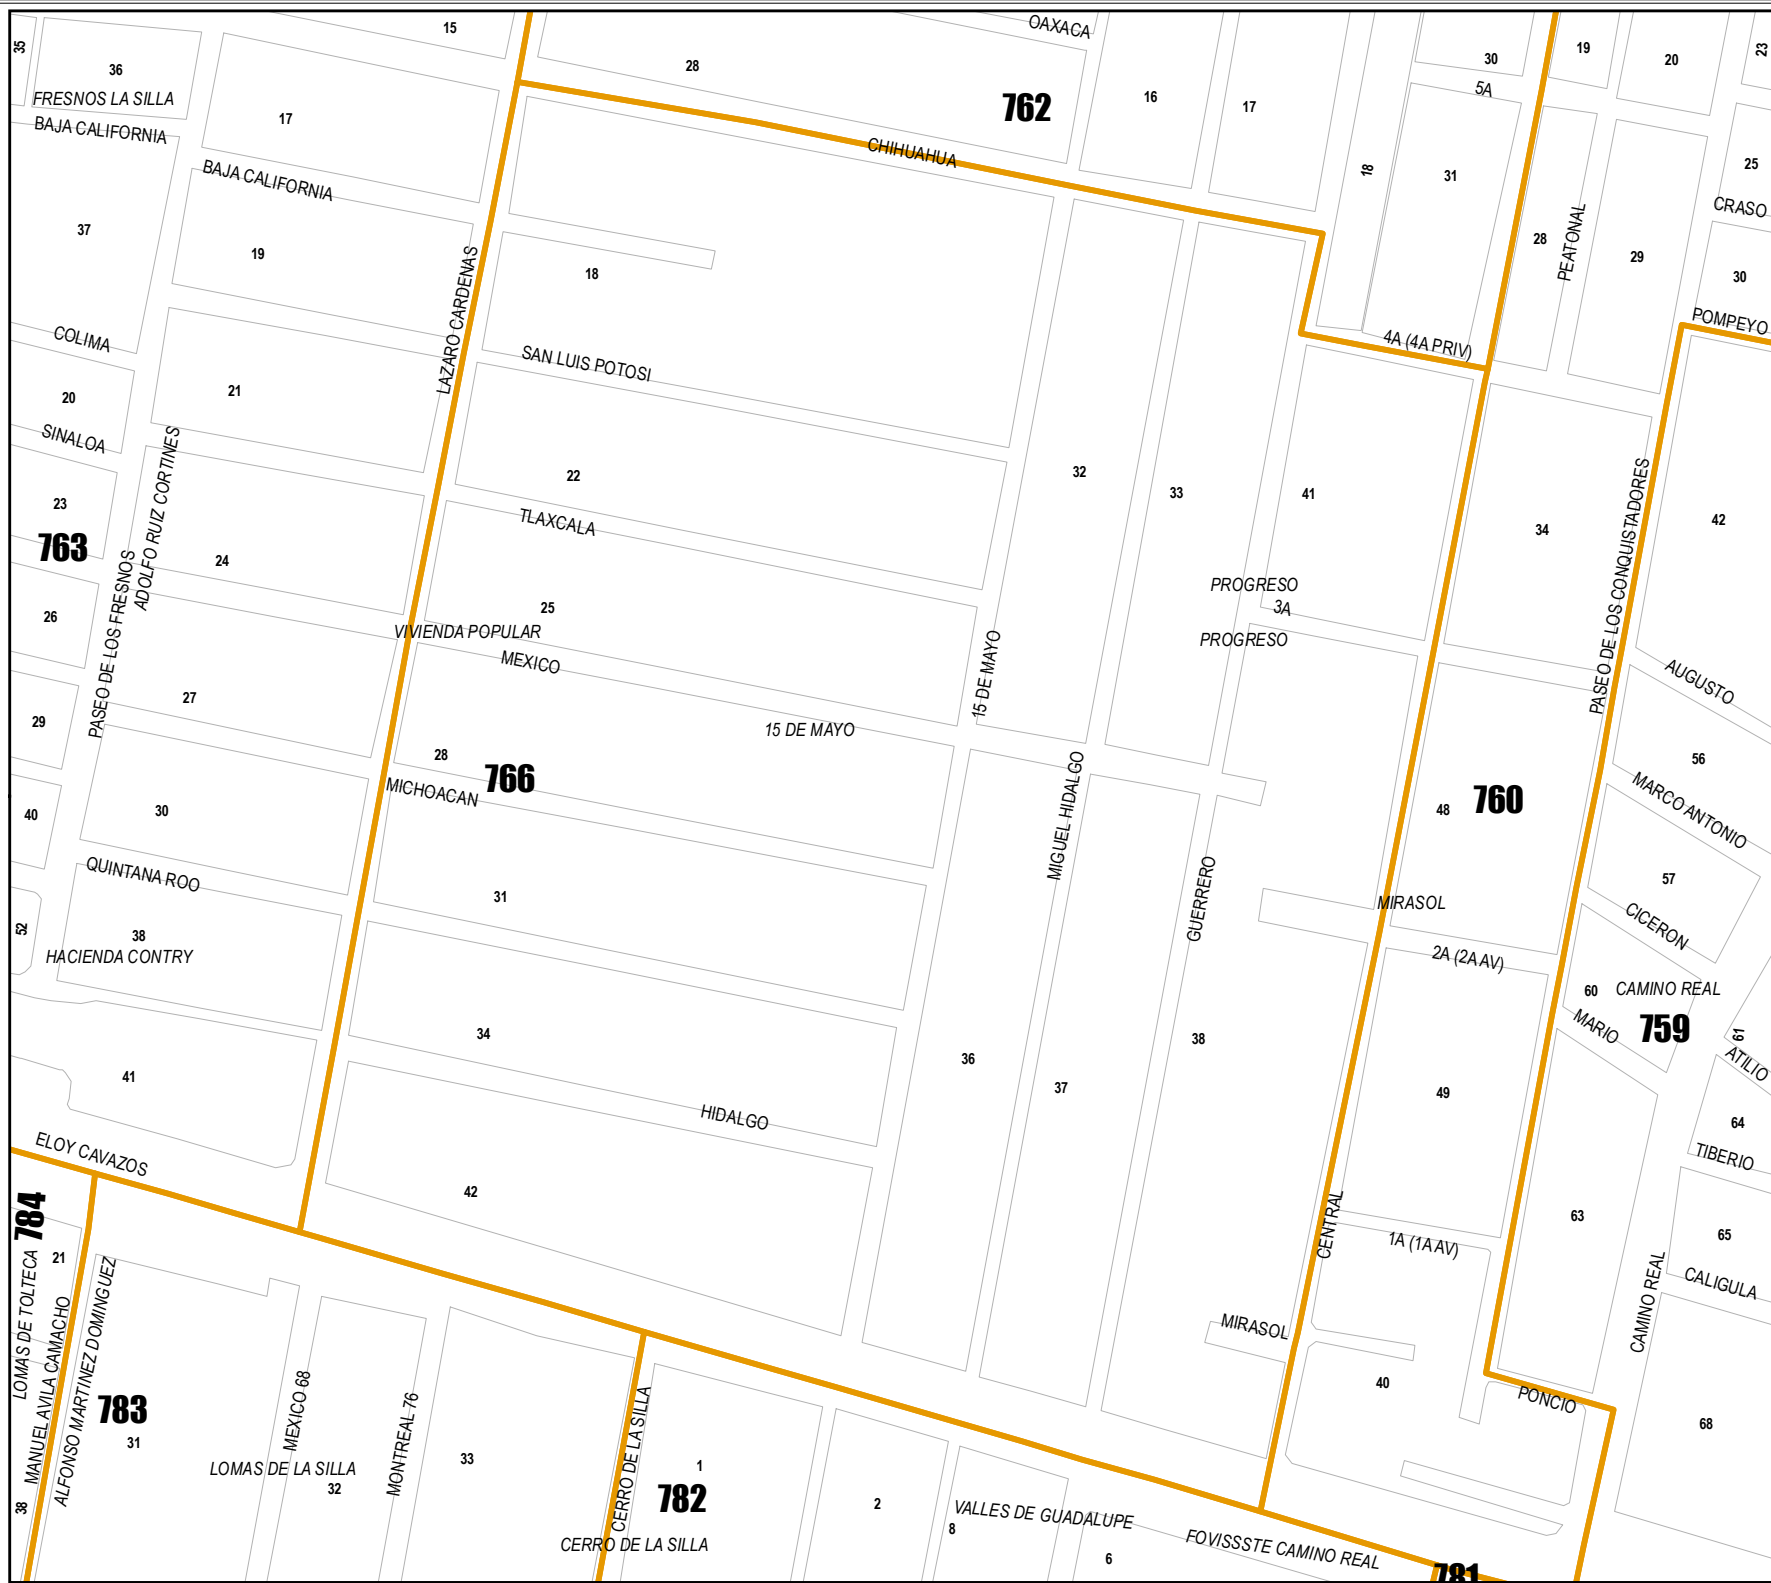 15
OAXACA
35
36
28
762
16
17
30
5A
19
20
23
FRESNOS LA SILLA
BAJA CALIFORNIA
17
CHIHUAHUA
18
31
25
BAJA CALIFORNIA
CRASO
37
19
LAZARO CARDENAS
18
28
PEATONAL
29
30
POMPEYO
COLIMA
SAN LUIS POTOSI
4A (4A PRIV)
20
21
SINALOA
ADOLFO RUIZ CORTINES
22
32
33
41
34
PASEO DE LOS CONQUISTADORES
42
23
TLAXCALA
763
24
PASEO DE LOS FRESNOS
PROGRESO
3A
26
25
VIVIENDA POPULAR
PROGRESO
MEXICO
15 DE MAYO
AUGUSTO
27
29
15 DE MAYO
28
766
MICHOACAN
MIGUEL HIDALGO
56
MARCO ANTONIO
40
30
48
760
QUINTANA ROO
31
GUERRERO
MIRASOL
57
CICERON
52
38
HACIENDA CONTRY
2A (2A AV)
60
CAMINO REAL
MARIO
759
61
ATILIO
34
36
38
41
37
49
HIDALGO
64
ELOY CAVAZOS
TIBERIO
42
784
CENTRAL
63
21
1A (1A AV)
65
CALIGULA
LOMAS DE TOLTECA
MANUEL AVILA CAMACHO
ALFONSO MARTINEZ DOMINGUEZ
CAMINO REAL
MIRASOL
40
PONCIO
783
31
MEXICO 68
MONTREAL 76
CERRO DE LA SILLA
68
LOMAS DE LA SILLA
32
33
1
782
2
38
VALLES DE GUADALUPE
8
CERRO DE LA SILLA
FOVISSSTE CAMINO REAL
6
781